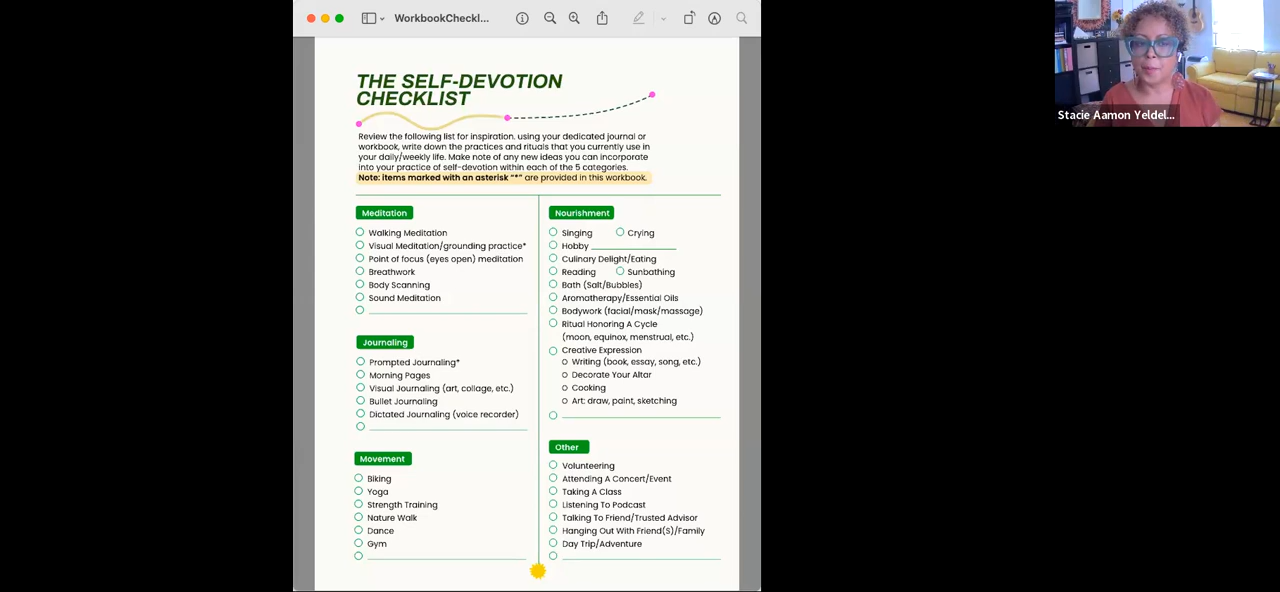 WorkbookCheckl...
THE SELF-DEVOTION
CHECKLIST
Review the following list for inspiration. using your dedicated journal or
workbook, write down the practices and rituals that you currently use in
your daily/weekly life. Make note of any new ideas you can incorporate
into your practice of self-devotion within each of the 5 categories.
Note: items marked with an asterisk "*" are provided in this workbook.
Meditation
Walking Meditation
Visual Meditation/grounding practice*
Point of focus (eyes open) meditation
Breathwork
Body Scanning
Sound Meditation
Journaling
Prompted Journaling*
Morning Pages
Visual Journaling (art, collage, etc.)
Bullet Journaling
Dictated Journaling (voice recorder)
Movement
Biking
Yoga
Strength Training
Nature Walk
Dance
Gym
Nourishment
Singing Crying
Hobby
Culinary Delight/Eating
Reading Sunbathing
Bath (Salt/Bubbles)
Aromatherapy/Essential Oils
Bodywork (facial/mask/massage)
Ritual Honoring A Cycle
(moon, equinox, menstrual, etc.)
Creative Expression
Writing (book, essay, song, etc.)
Decorate Your Altar
Cooking
Art: draw, paint, sketching
Other
Volunteering
Attending A Concert/Event
Taking A Class
Listening To Podcast
Talking To Friend/Trusted Advisor
Hanging Out With Friend(S)/Family
Day Trip/Adventure
Stacie Aamon Yeldel...